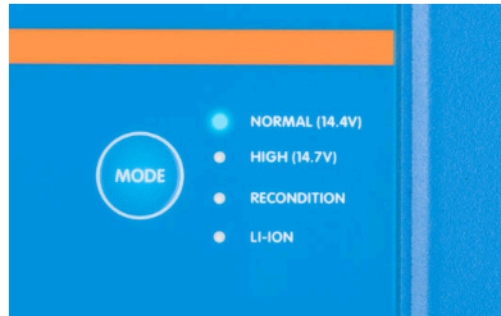 NORMAL (14.4V)
HIGH (14.7V)
MODE
RECONDITION
LI-ION